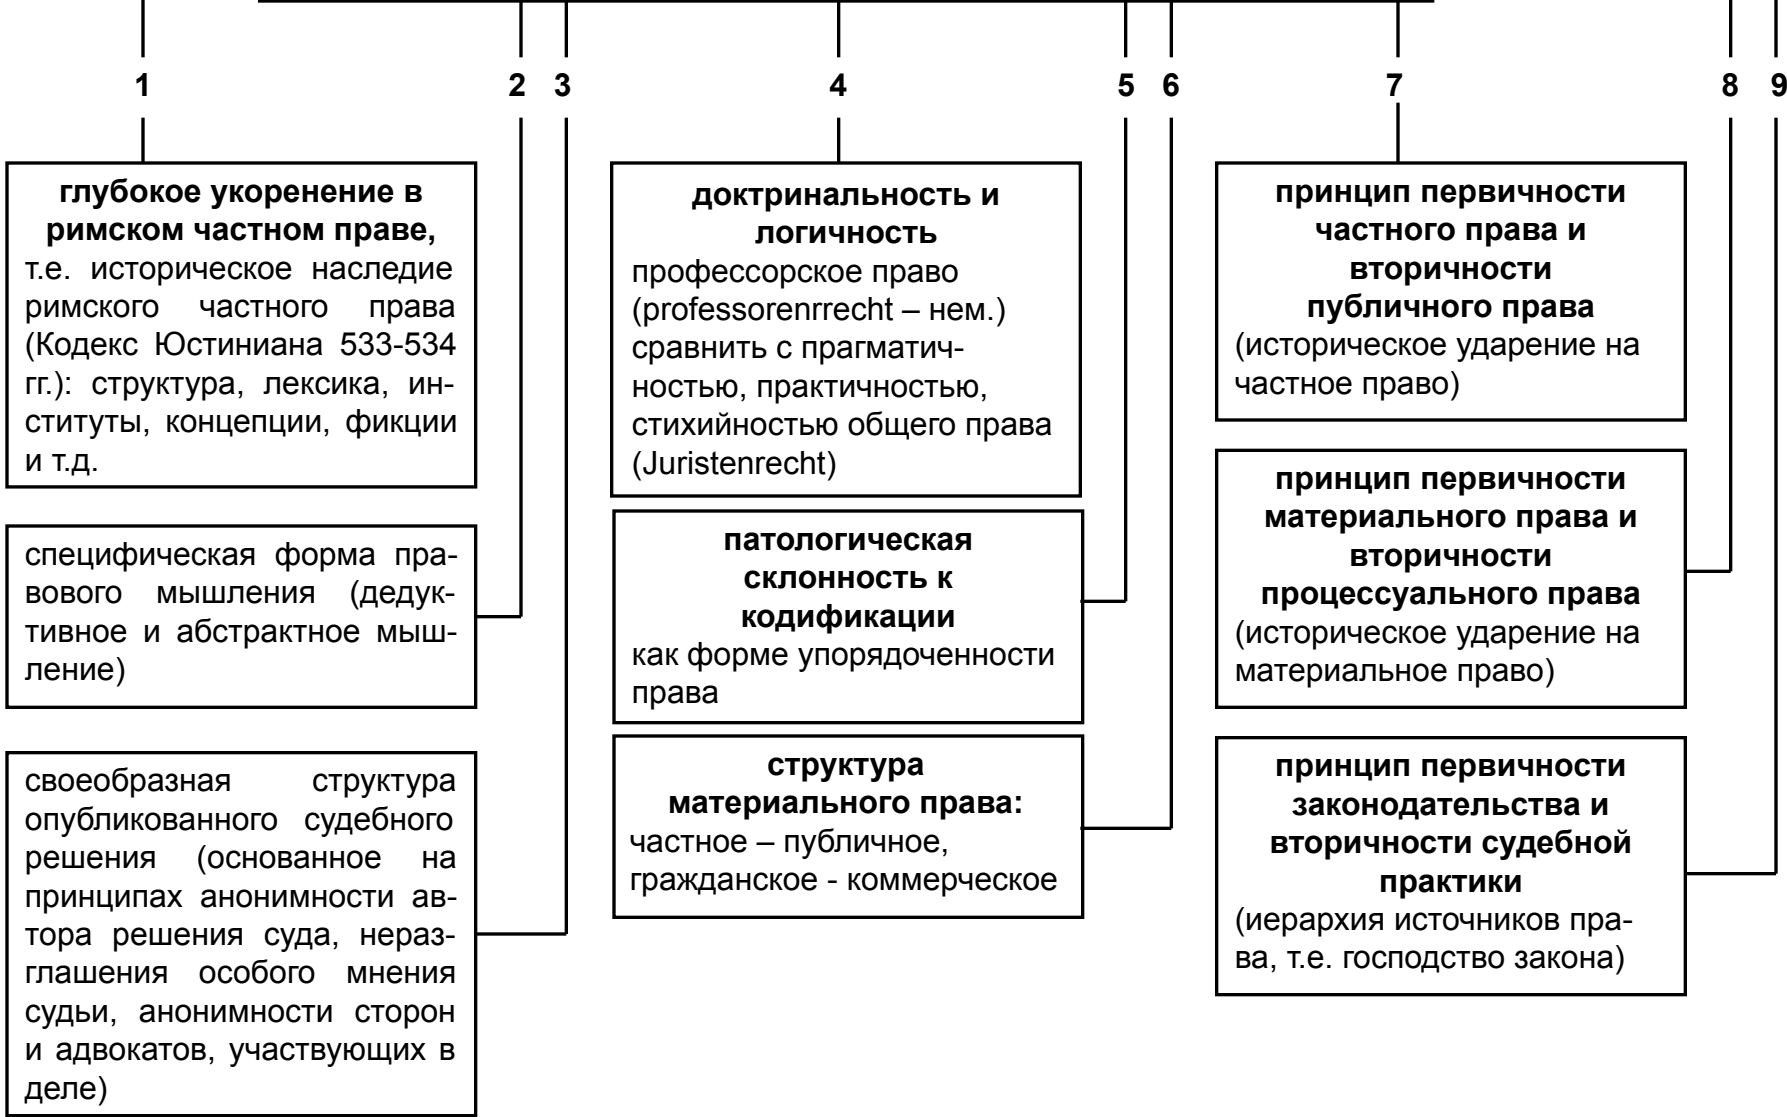 1
2
3
4
5
6
7
8
9
глубокое укоренение в
римском частном праве,
т.е. историческое наследие
римского частного права
(Кодекс Юстиниана 533-534
гг.): структура, лексика, ин-
ституты, концепции, фикции
и т.д.
специфическая форма пра-
вового мышления (дедук-
тивное и абстрактное мыш-
ление)
своеобразная структура
опубликованного судебного
решения (основанное на
принципах анонимности ав-
тора решения суда, нераз-
глашения особого мнения
судьи, анонимности сторон
и адвокатов, участвующих в
деле)
доктринальность и
логичность
профессорское право
(professorenrrecht – нем.)
сравнить с прагматич-
ностью, практичностью,
стихийностью общего права
(Juristenrecht)
патологическая
склонность к
кодификации
как форме упорядоченности
права
структура
материального права:
частное – публичное,
гражданское - коммерческое
принцип первичности
частного права и
вторичности
публичного права
(историческое ударение на
частное право)
принцип первичности
материального права и
вторичности
процессуального права
(историческое ударение на
материальное право)
принцип первичности
законодательства и
вторичности судебной
практики
(иерархия источников пра-
ва, т.е. господство закона)